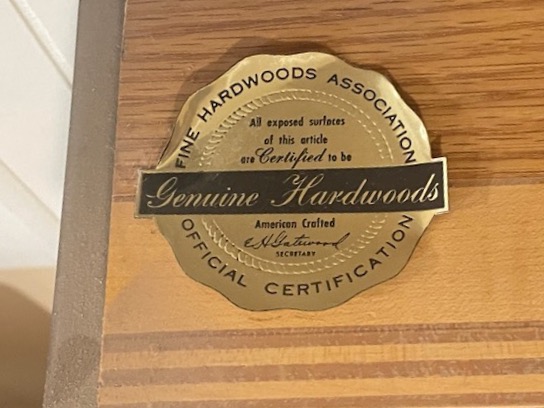 FINE HARDWOODS ASSOCIATION
All exposed surfaces
of this article
are Certified to be
Genuine Hardwoods
American Crafted
E H Gatewood
SECRETARY
OFFICIAL CERTIFICATION